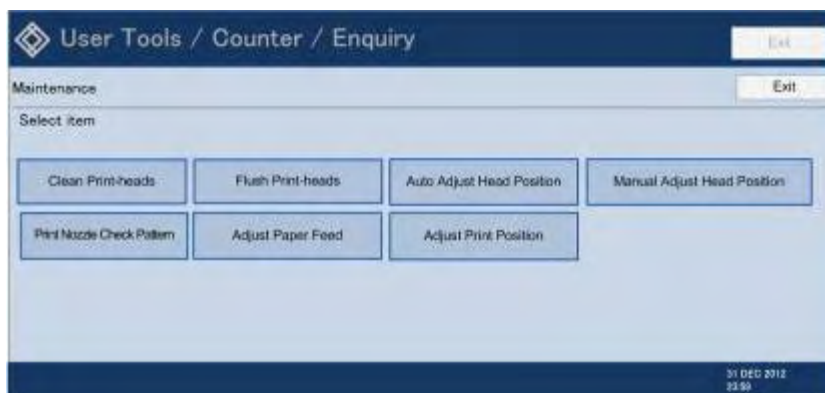 User Tools / Counter / Enquiry
Exit
Maintenance
Exit
Select item
Clean Print-heads
Flush Print-heads
Auto Adjust Head Position
Manual Adjust Head Position
Print Nozzle Check Pattern
Adjust Paper Feed
Adjust Print Position
31 DEC 2012
23:59